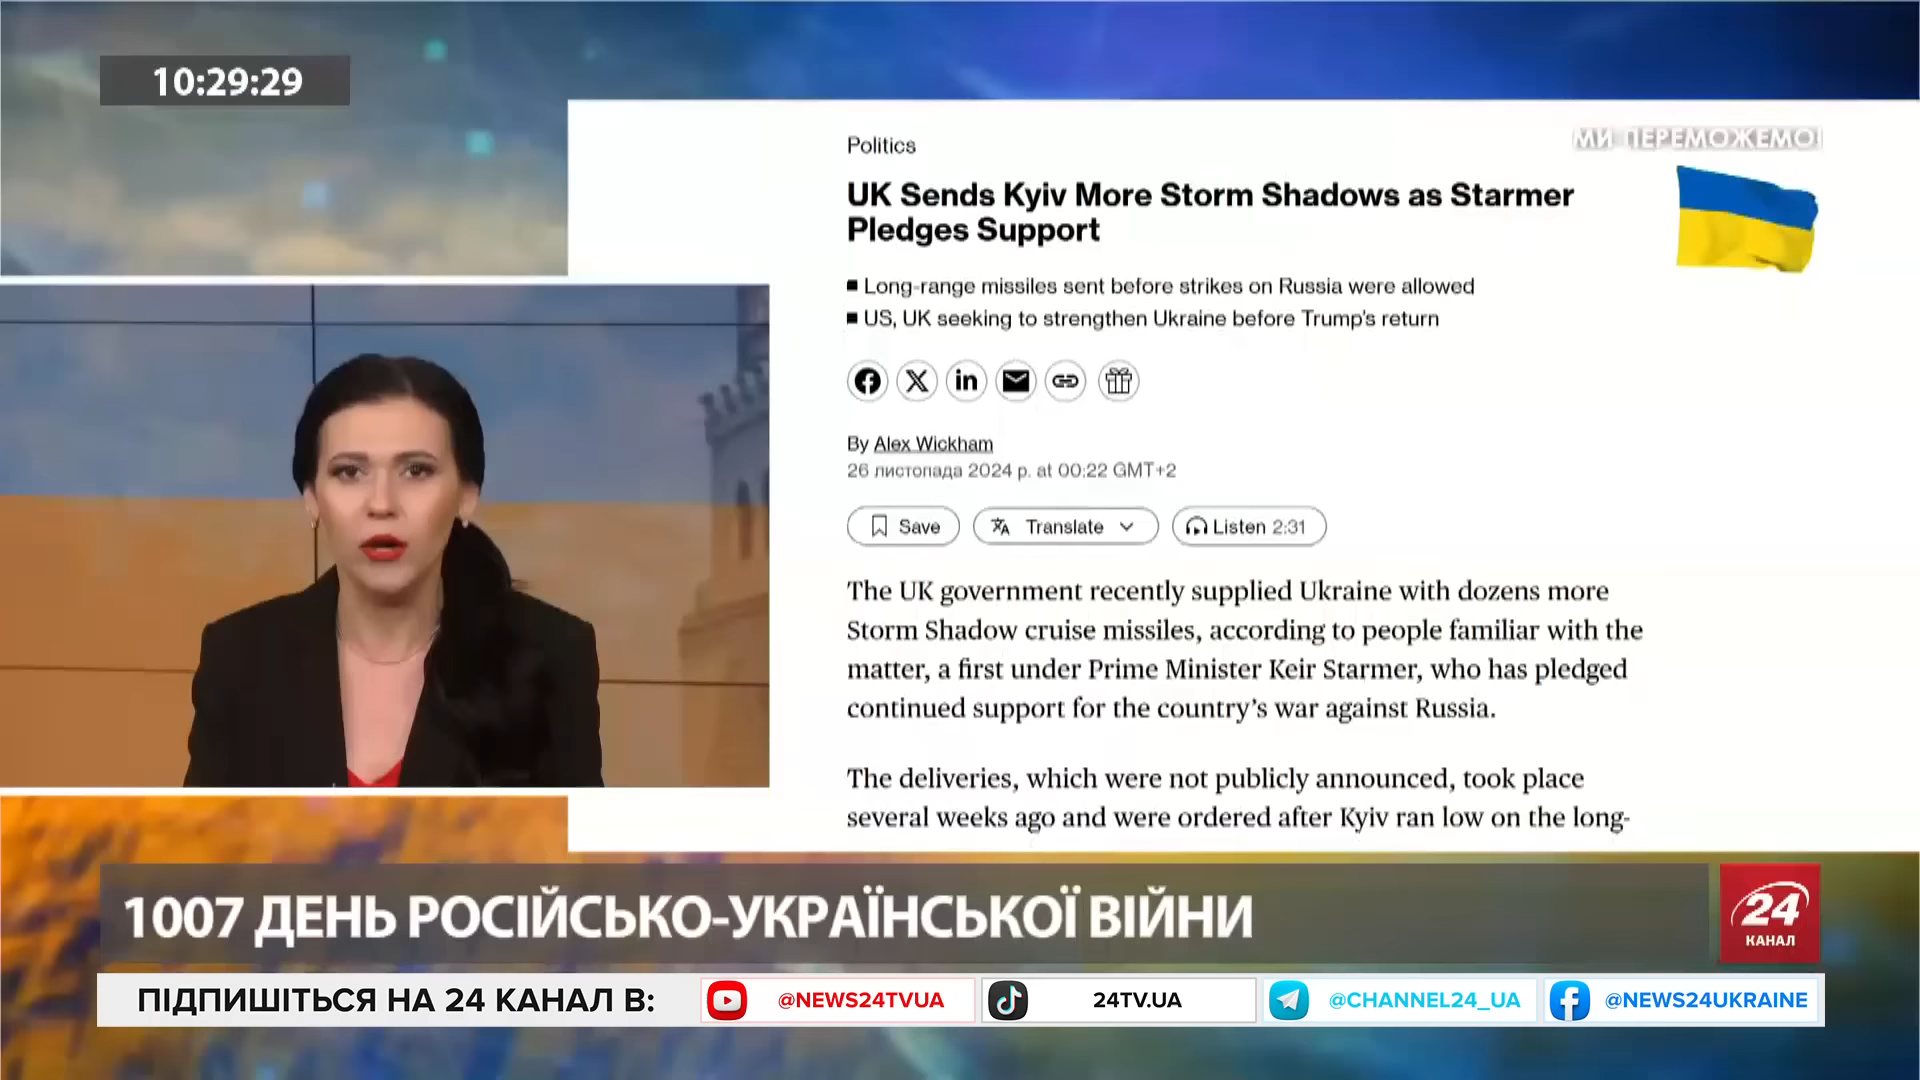 10:29:29
МИ ПЕРЕМОЖЕМО!
Politics
UK Sends Kyiv More Storm Shadows as Starmer
Pledges Support
Long-range missiles sent before strikes on Russia were allowed
US, UK seeking to strengthen Ukraine before Trump's return
By Alex Wickham
26 листопада 2024 р. at 00:22 GMT+2
Save
Translate
Listen 2:31
The UK government recently supplied Ukraine with dozens more
Storm Shadow cruise missiles, according to people familiar with the
matter, a first under Prime Minister Keir Starmer, who has pledged
continued support for the country’s war against Russia.
The deliveries, which were not publicly announced, took place
several weeks ago and were ordered after Kyiv ran low on the long-
1007 ДЕНЬ РОСІЙСЬКО-УКРАЇНСЬКОЇ ВІЙНИ
24
КАНАЛ
ПІДПИШІТЬСЯ НА 24 КАНАЛ В:
@NEWS24TVUA
24TV.UA
@CHANNEL24_UA
@NEWS24UKRAINE